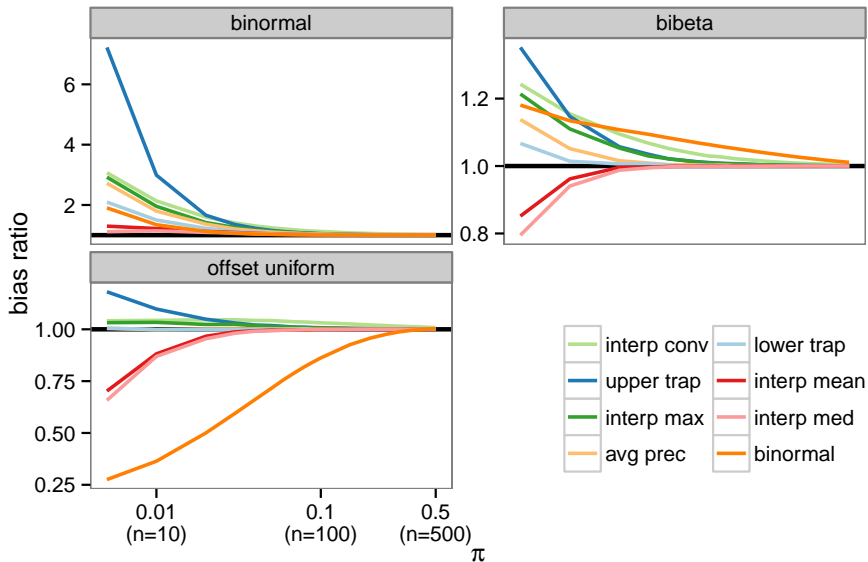 binormal
bibeta
6
4
2
1.2
1.0
0.8
bias ratio
offset uniform
1.00
0.75
0.50
0.25
0.01
(n=10)
0.1
(n=100)
0.5
(n=500)
π
interp conv
lower trap
upper trap
interp mean
interp max
interp med
avg prec
binormal